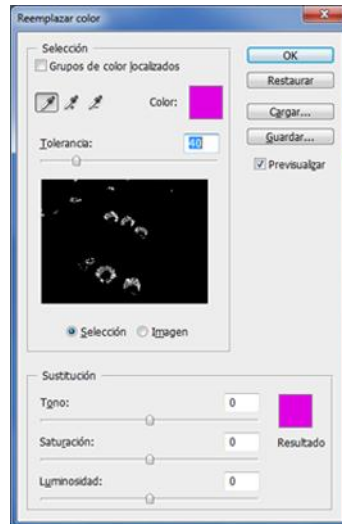 Reemplazar color
Selección
Grupos de color localizados
Color:
Tolerancia:
40
Selección
Imagen
OK
Restaurar
Cargar...
Guardar...
Previsualizar
Sustitución
Tono:
0
Saturación:
0
Luminosidad:
0
Resultado